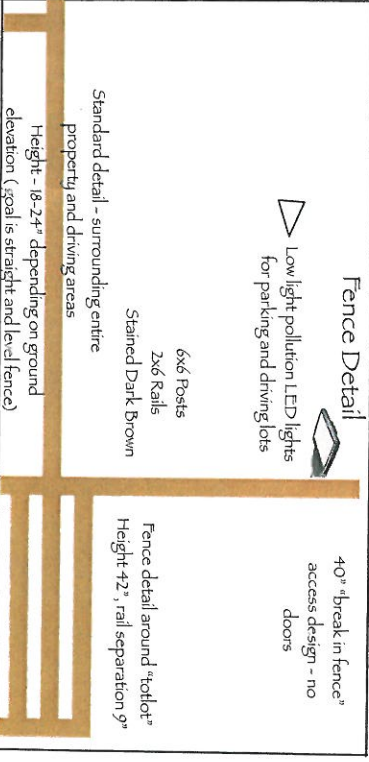 Fence Detail
Low light pollution LED lights
for parking and driving lots
6x6 Posts
2x6 Rails
Stained Dark Brown
Standard detail - surrounding entire
property and driving areas
Height - 18-24" depending on ground
elevation ( goal is straight and level fence)
40" "break in fence"
access design - no
doors
Fence detail around "totlot"
Height 42", rail separation 9"